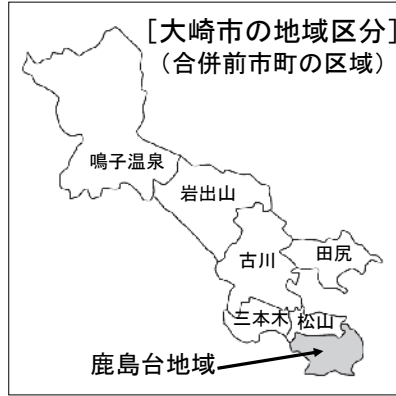 [大崎市の地域区分]
(合併前市町の区域)
鳴子温泉
岩出山
古川
田尻
三本木
松山
鹿島台地域